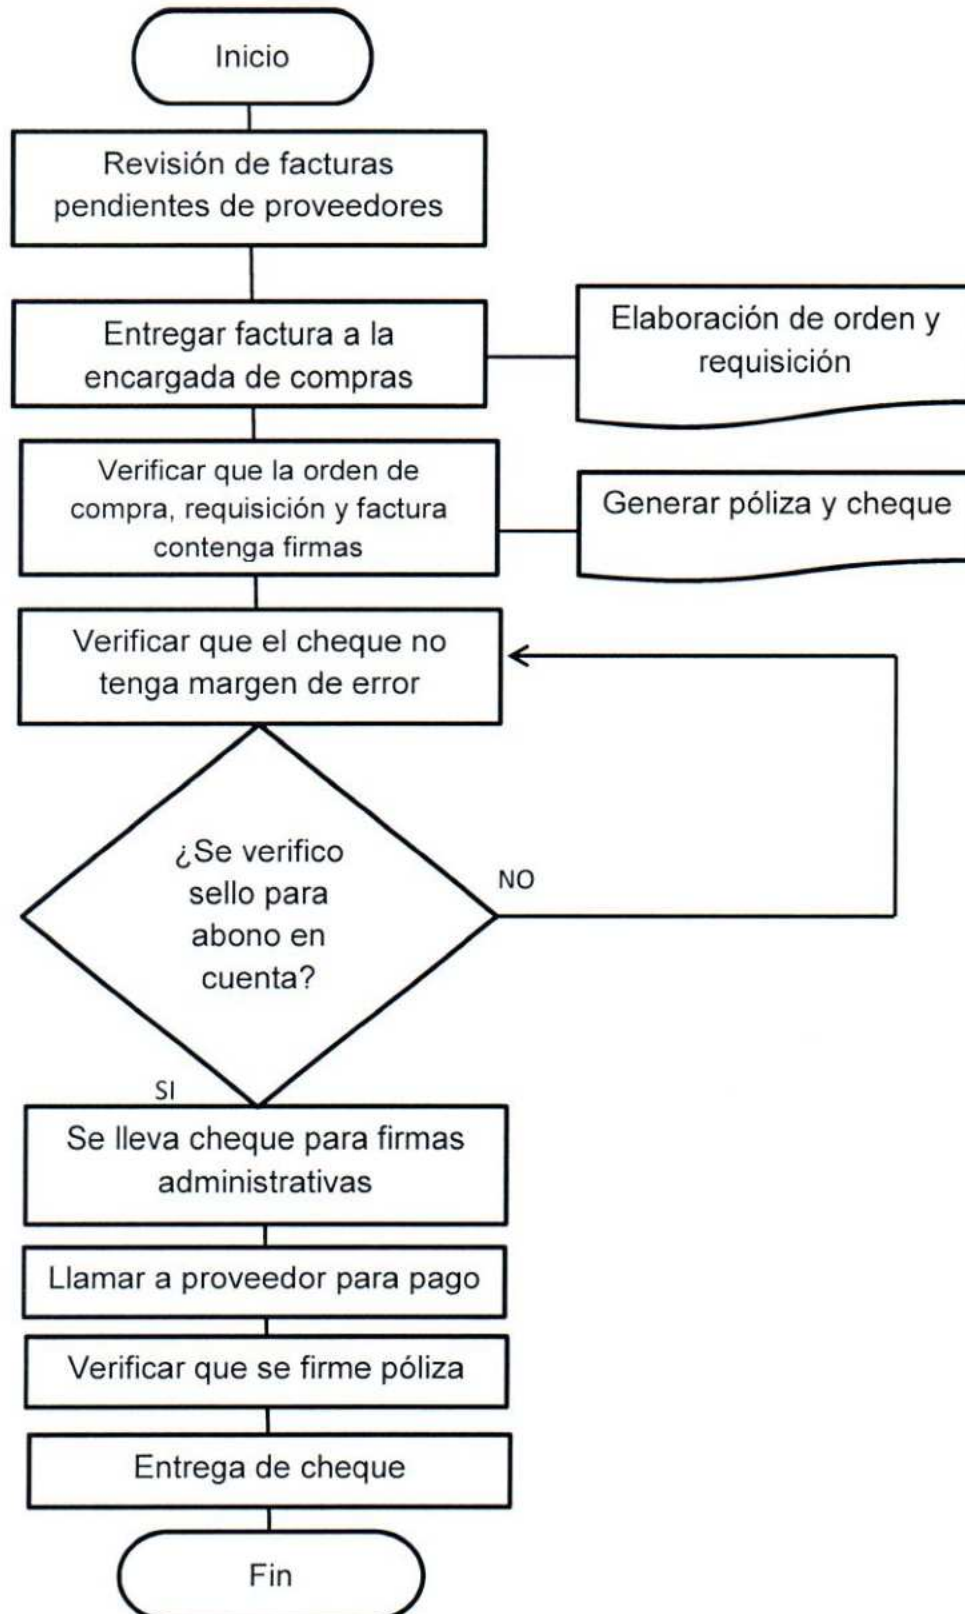 Inicio
Revisión de facturas
pendientes de proveedores
Entregar factura a la
encargada de compras
Elaboración de orden y
requisición
Verificar que la orden de
compra, requisición y factura
contenga firmas
Generar póliza y cheque
Verificar que el cheque no
tenga margen de error
¿Se verifico
sello para
abono en
cuenta?
NO
SI
Se lleva cheque para firmas
administrativas
Llamar a proveedor para pago
Verificar que se firme póliza
Entrega de cheque
Fin